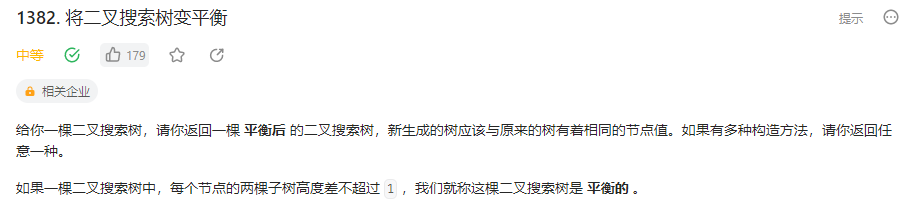 1382. 将二叉搜索树变平衡
提示
中等
179
相关企业
给你一棵二叉搜索树，请你返回一棵 平衡后 的二叉搜索树，新生成的树应该与原来的树有着相同的节点值。如果有多种构造方法，请你返回任
意一种。
如果一棵二叉搜索树中，每个节点的两棵子树高度差不超过 1 ，我们就称这棵二叉搜索树是 平衡的 。